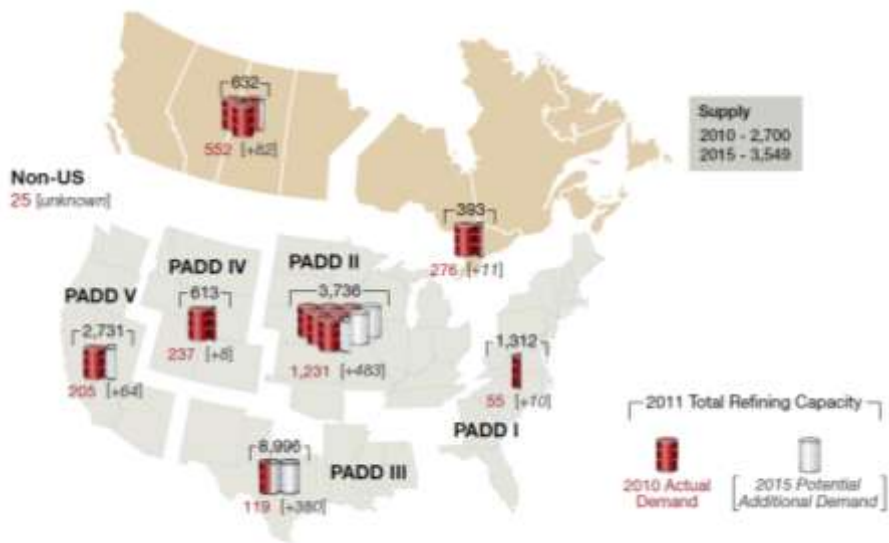 632
552 [+82]
Supply
2010 - 2,700
2015 - 3,549
Non-US
25 [unknown]
393
276 [+11]
PADD V
2,731
205 [+64]
PADD IV
613
237 [+8]
PADD II
3,736
1,231 [+483]
1,312
55 [+10]
PADD I
8,996
119 [+380]
PADD III
2011 Total Refining Capacity
2010 Actual
Demand
2015 Potential
Additional Demand